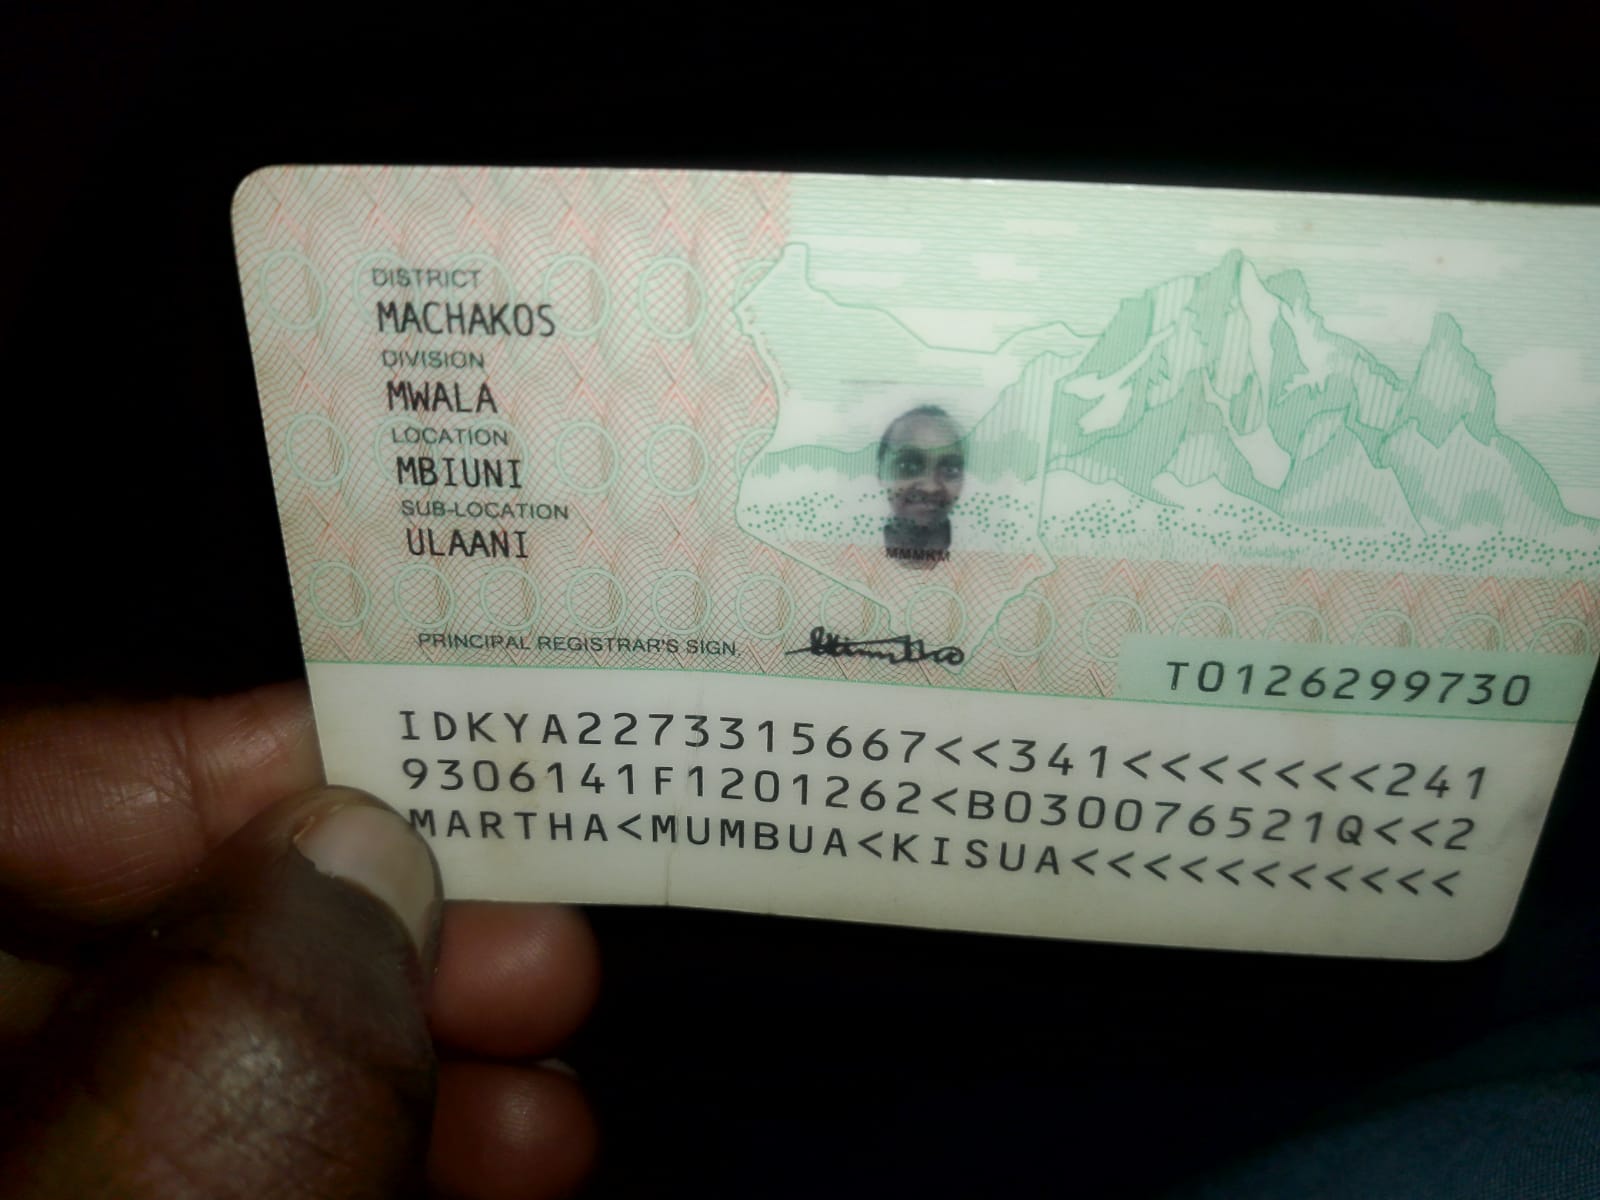 DISTRICT
MACHAKOS
DIVISION
MWALA
LOCATION
MBIUNI
SUB-LOCATION
ULAANI
MMMKM
PRINCIPAL REGISTRAR'S SIGN.
T0126299730
IDKYA2273315667<<341<<<<<<<241
9306141F1201262<B030076521Q<<2
MARTHA<MUMBUA<KISUA<<<<<<<<<<<